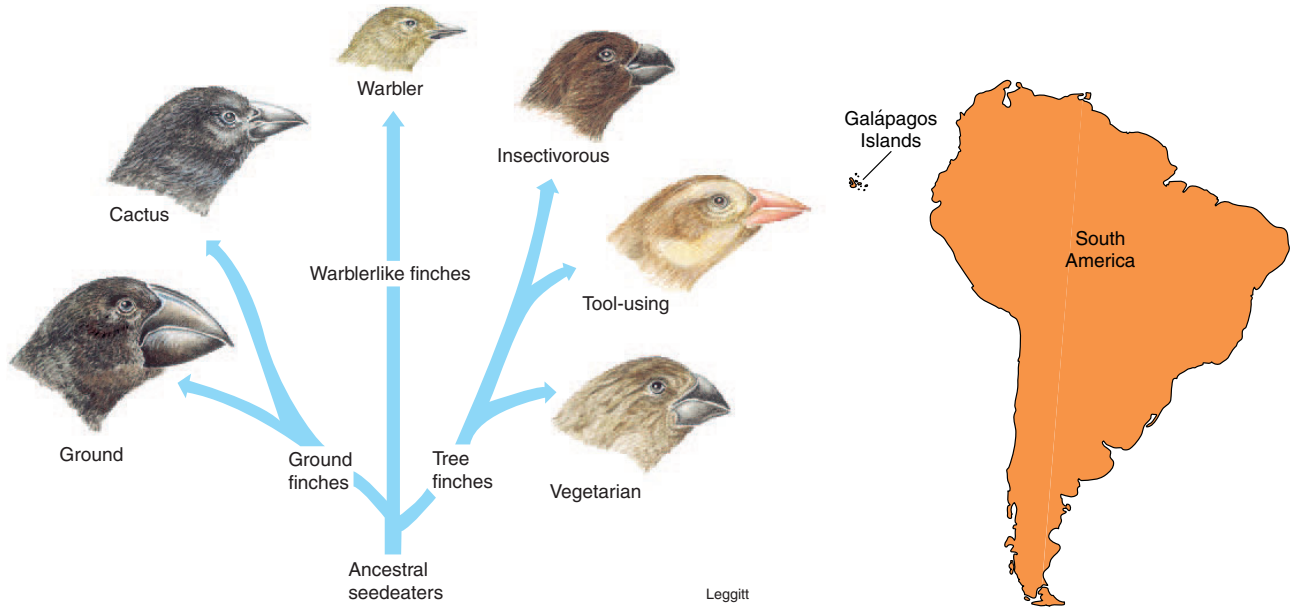 Warbler
Insectivorous
Cactus
Tool-using
Warblerlike finches
Ground
Ground
finches
Tree
finches
Vegetarian
Ancestral
seedeaters
Leggitt
Galápagos
Islands
South
America